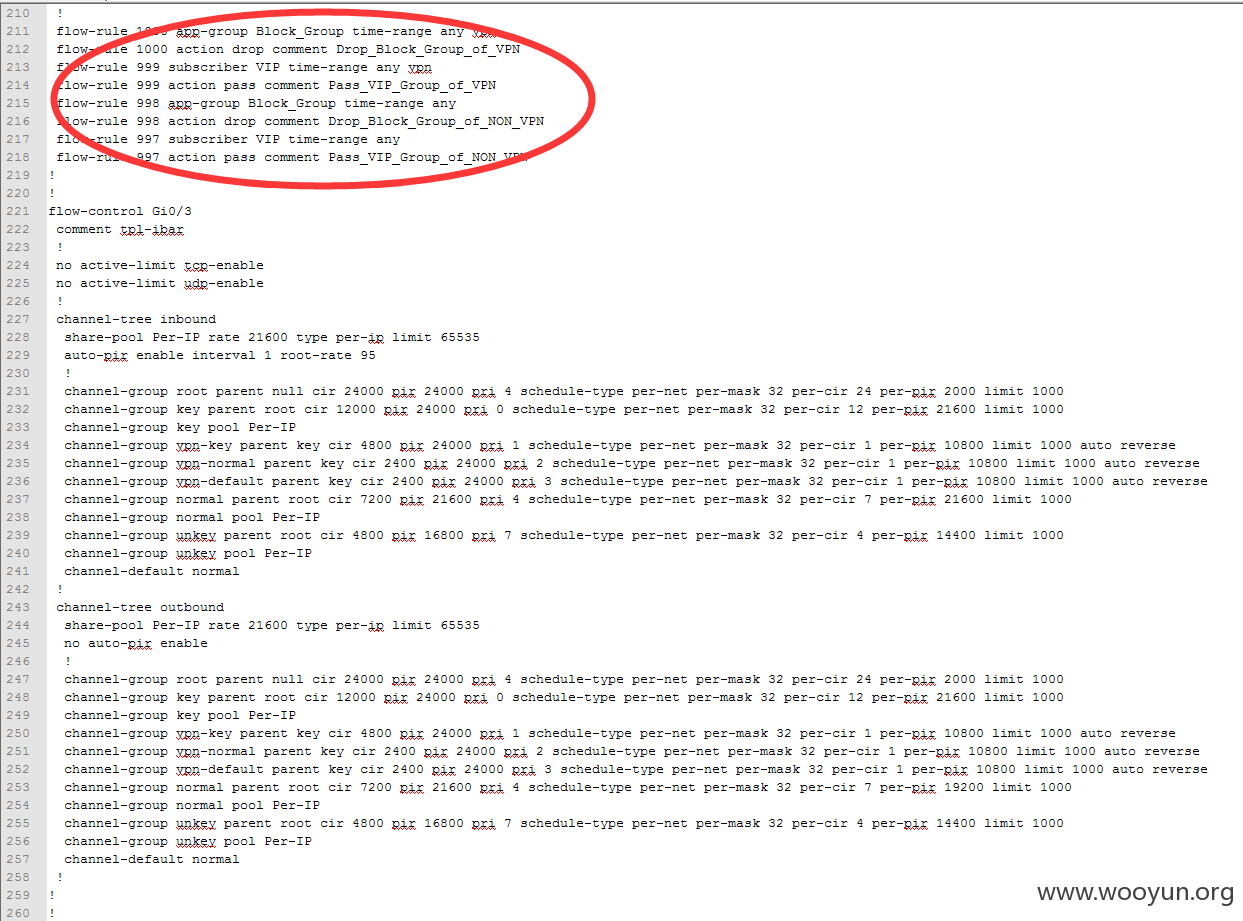 210 !
211 flow-rule 1000 app-group Block_Group time-range any vpn
212 flow-rule 1000 action drop comment Drop_Block_Group_of_VPN
213 flow-rule 999 subscriber VIP time-range any vpn
214 flow-rule 999 action pass comment Pass_VIP_Group_of_VPN
215 flow-rule 998 app-group Block_Group time-range any
216 flow-rule 998 action drop comment Drop_Block_Group_of_NON_VPN
217 flow-rule 997 subscriber VIP time-range any
218 flow-rule 997 action pass comment Pass_VIP_Group_of_NON_VPN
219 !
220 !
221 flow-control Gi0/3
222 comment tpl-ibar
223 !
224 no active-limit tcp-enable
225 no active-limit udp-enable
226 !
227 channel-tree inbound
228 share-pool Per-IP rate 21600 type per-ip limit 65535
229 auto-pir enable interval 1 root-rate 95
230 !
231 channel-group root parent null cir 24000 pir 24000 pri 4 schedule-type per-net per-mask 32 per-cir 24 per-pir 2000 limit 1000
232 channel-group key parent root cir 12000 pir 24000 pri 0 schedule-type per-net per-mask 32 per-cir 12 per-pir 21600 limit 1000
233 channel-group key pool Per-IP
234 channel-group vpn-key parent key cir 4800 pir 24000 pri 1 schedule-type per-net per-mask 32 per-cir 1 per-pir 10800 limit 1000 auto reverse
235 channel-group vpn-normal parent key cir 2400 pir 24000 pri 2 schedule-type per-net per-mask 32 per-cir 1 per-pir 10800 limit 1000 auto reverse
236 channel-group vpn-default parent key cir 2400 pir 24000 pri 3 schedule-type per-net per-mask 32 per-cir 1 per-pir 10800 limit 1000 auto reverse
237 channel-group normal parent root cir 7200 pir 21600 pri 4 schedule-type per-net per-mask 32 per-cir 7 per-pir 21600 limit 1000
238 channel-group normal pool Per-IP
239 channel-group unkey parent root cir 4800 pir 16800 pri 7 schedule-type per-net per-mask 32 per-cir 4 per-pir 14400 limit 1000
240 channel-group unkey pool Per-IP
241 channel-default normal
242 !
243 channel-tree outbound
244 share-pool Per-IP rate 21600 type per-ip limit 65535
245 no auto-pir enable
246 !
247 channel-group root parent null cir 24000 pir 24000 pri 4 schedule-type per-net per-mask 32 per-cir 24 per-pir 2000 limit 1000
248 channel-group key parent root cir 12000 pir 24000 pri 0 schedule-type per-net per-mask 32 per-cir 12 per-pir 21600 limit 1000
249 channel-group key pool Per-IP
250 channel-group vpn-key parent key cir 4800 pir 24000 pri 1 schedule-type per-net per-mask 32 per-cir 1 per-pir 10800 limit 1000 auto reverse
251 channel-group vpn-normal parent key cir 2400 pir 24000 pri 2 schedule-type per-net per-mask 32 per-cir 1 per-pir 10800 limit 1000 auto reverse
252 channel-group vpn-default parent key cir 2400 pir 24000 pri 3 schedule-type per-net per-mask 32 per-cir 1 per-pir 10800 limit 1000 auto reverse
253 channel-group normal parent root cir 7200 pir 21600 pri 4 schedule-type per-net per-mask 32 per-cir 7 per-pir 19200 limit 1000
254 channel-group normal pool Per-IP
255 channel-group unkey parent root cir 4800 pir 16800 pri 7 schedule-type per-net per-mask 32 per-cir 4 per-pir 14400 limit 1000
256 channel-group unkey pool Per-IP
257 channel-default normal
258 !
259 !
260 !
www.wooyun.org